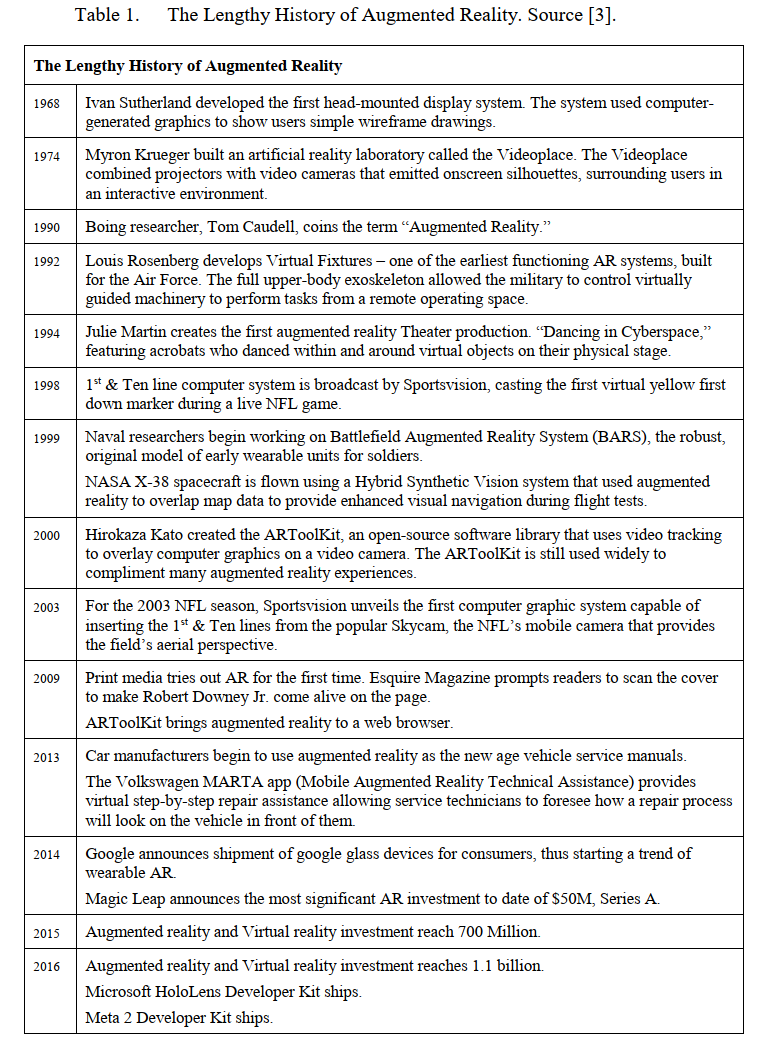 Table 1. The Lengthy History of Augmented Reality. Source [3].
The Lengthy History of Augmented Reality
1968 Ivan Sutherland developed the first head-mounted display system. The system used computer-
generated graphics to show users simple wireframe drawings.
1974 Myron Krueger built an artificial reality laboratory called the Videoplace. The Videoplace
combined projectors with video cameras that emitted onscreen silhouettes, surrounding users in
an interactive environment.
1990 Boing researcher, Tom Caudell, coins the term “Augmented Reality.”
1992 Louis Rosenberg develops Virtual Fixtures – one of the earliest functioning AR systems, built
for the Air Force. The full upper-body exoskeleton allowed the military to control virtually
guided machinery to perform tasks from a remote operating space.
1994 Julie Martin creates the first augmented reality Theater production. “Dancing in Cyberspace,”
featuring acrobats who danced within and around virtual objects on their physical stage.
1998 1st & Ten line computer system is broadcast by Sportsvision, casting the first virtual yellow first
down marker during a live NFL game.
1999 Naval researchers begin working on Battlefield Augmented Reality System (BARS), the robust,
original model of early wearable units for soldiers.
NASA X-38 spacecraft is flown using a Hybrid Synthetic Vision system that used augmented
reality to overlap map data to provide enhanced visual navigation during flight tests.
2000 Hirokaza Kato created the ARToolKit, an open-source software library that uses video tracking
to overlay computer graphics on a video camera. The ARToolKit is still used widely to
compliment many augmented reality experiences.
2003 For the 2003 NFL season, Sportsvision unveils the first computer graphic system capable of
inserting the 1st & Ten lines from the popular Skycam, the NFL’s mobile camera that provides
the field’s aerial perspective.
2009 Print media tries out AR for the first time. Esquire Magazine prompts readers to scan the cover
to make Robert Downey Jr. come alive on the page.
ARToolKit brings augmented reality to a web browser.
2013 Car manufacturers begin to use augmented reality as the new age vehicle service manuals.
The Volkswagen MARTA app (Mobile Augmented Reality Technical Assistance) provides
virtual step-by-step repair assistance allowing service technicians to foresee how a repair process
will look on the vehicle in front of them.
2014 Google announces shipment of google glass devices for consumers, thus starting a trend of
wearable AR.
Magic Leap announces the most significant AR investment to date of $50M, Series A.
2015 Augmented reality and Virtual reality investment reach 700 Million.
2016 Augmented reality and Virtual reality investment reaches 1.1 billion.
Microsoft HoloLens Developer Kit ships.
Meta 2 Developer Kit ships.